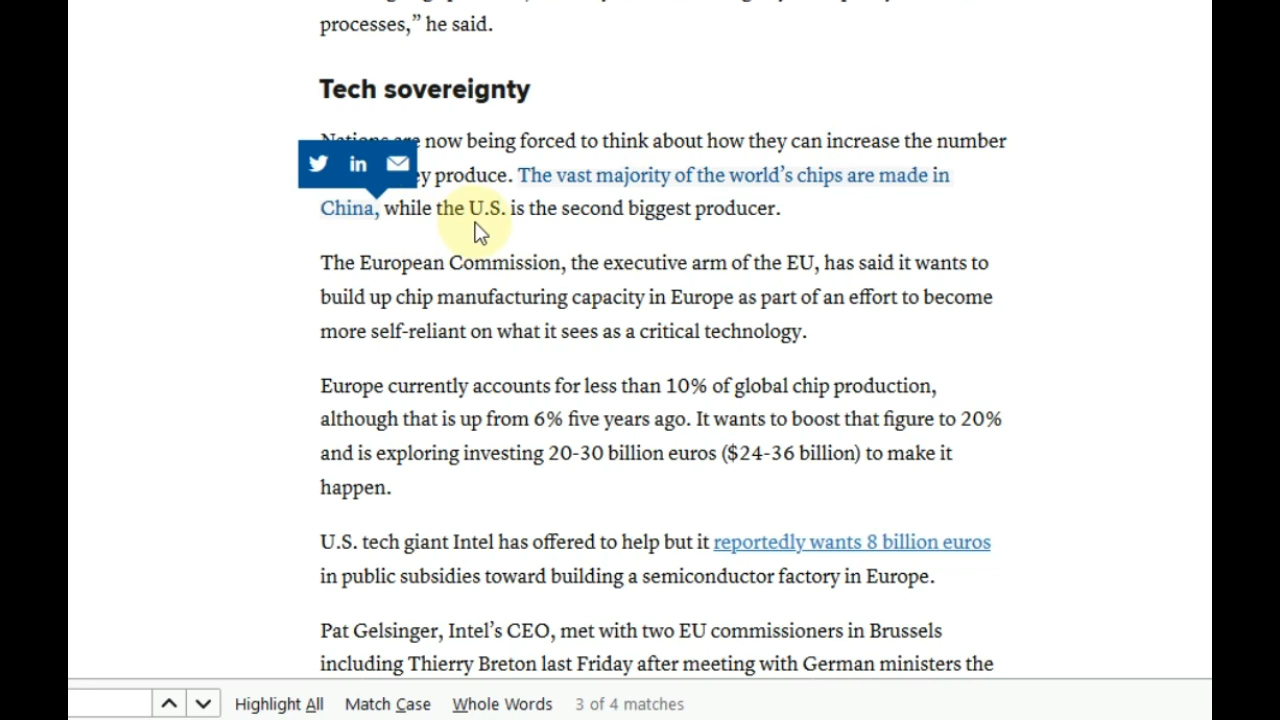 processes,” he said.
Tech sovereignty
now being forced to think about how they can increase the number
produce. The vast majority of the world’s chips are made in
China, while the U.S. is the second biggest producer.
The European Commission, the executive arm of the EU, has said it wants to
build up chip manufacturing capacity in Europe as part of an effort to become
more self-reliant on what it sees as a critical technology.
Europe currently accounts for less than 10% of global chip production,
although that is up from 6% five years ago. It wants to boost that figure to 20%
and is exploring investing 20-30 billion euros ($24-36 billion) to make it
happen.
U.S. tech giant Intel has offered to help but it reportedly wants 8 billion euros
in public subsidies toward building a semiconductor factory in Europe.
Pat Gelsinger, Intel’s CEO, met with two EU commissioners in Brussels
including Thierry Breton last Friday after meeting with German ministers the
Highlight All Match Case Whole Words 3 of 4 matches